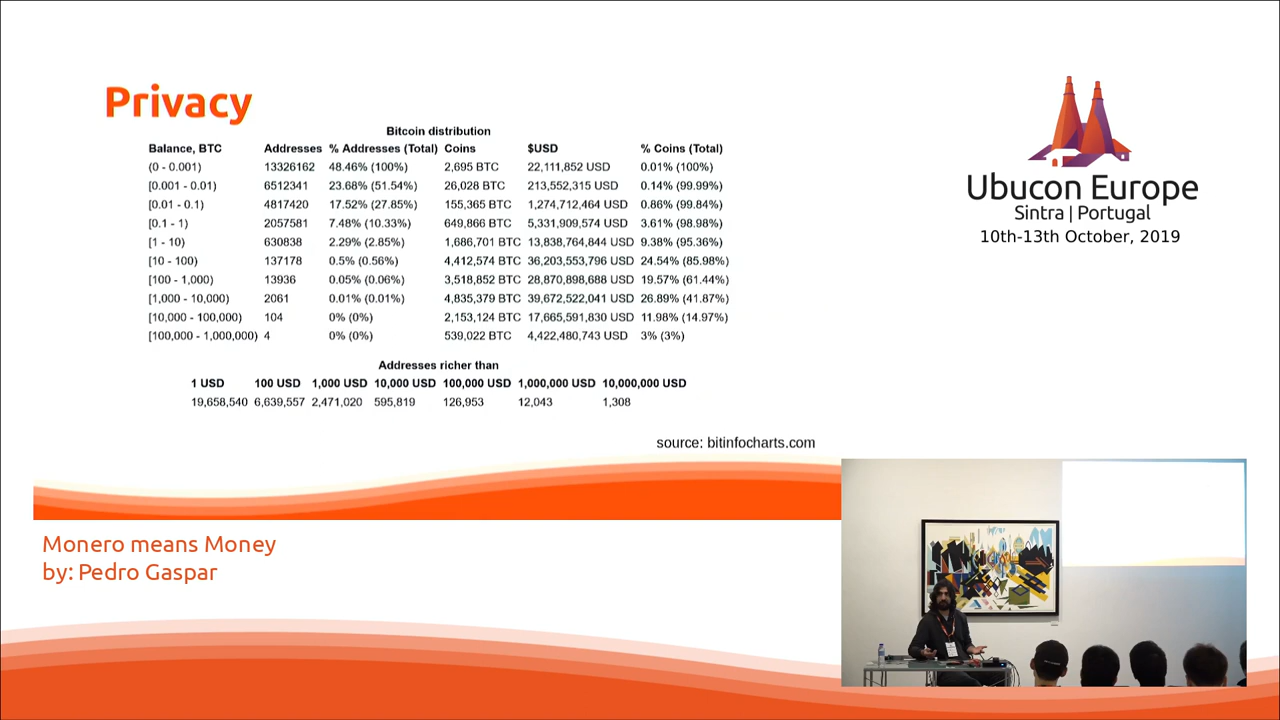 Privacy
Bitcoin distribution
Balance, BTC Addresses % Addresses (Total) Coins $USD % Coins (Total)
(0 - 0.001) 13326162 48.46% (100%) 2,695 BTC 22,111,852 USD 0.01% (100%)
[0.001 - 0.01) 6512341 23.68% (51.54%) 26,028 BTC 213,552,315 USD 0.14% (99.99%)
[0.01 - 0.1) 4817420 17.52% (27.85%) 155,365 BTC 1,274,712,464 USD 0.86% (99.84%)
[0.1 - 1) 2057581 7.48% (10.33%) 649,866 BTC 5,331,909,574 USD 3.61% (98.98%)
[1 - 10) 630838 2.29% (2.85%) 1,686,701 BTC 13,838,764,844 USD 9.38% (95.36%)
[10 - 100) 137178 0.5% (0.56%) 4,412,574 BTC 36,203,553,796 USD 24.54% (85.98%)
[100 - 1,000) 13936 0.05% (0.06%) 3,518,852 BTC 28,870,898,688 USD 19.57% (61.44%)
[1,000 - 10,000) 2061 0.01% (0.01%) 4,835,379 BTC 39,672,522,041 USD 26.89% (41.87%)
[10,000 - 100,000) 104 0% (0%) 2,153,124 BTC 17,665,591,830 USD 11.98% (14.97%)
[100,000 - 1,000,000) 4 0% (0%) 539,022 BTC 4,422,480,743 USD 3% (3%)
Addresses richer than
1 USD 100 USD 1,000 USD 10,000 USD 100,000 USD 1,000,000 USD 10,000,000 USD
19,658,540 6,639,557 2,471,020 595,819 126,953 12,043 1,308
source: bitinfocharts.com
Ubucon Europe
Sintra | Portugal
10th-13th October, 2019
Monero means Money
by: Pedro Gaspar